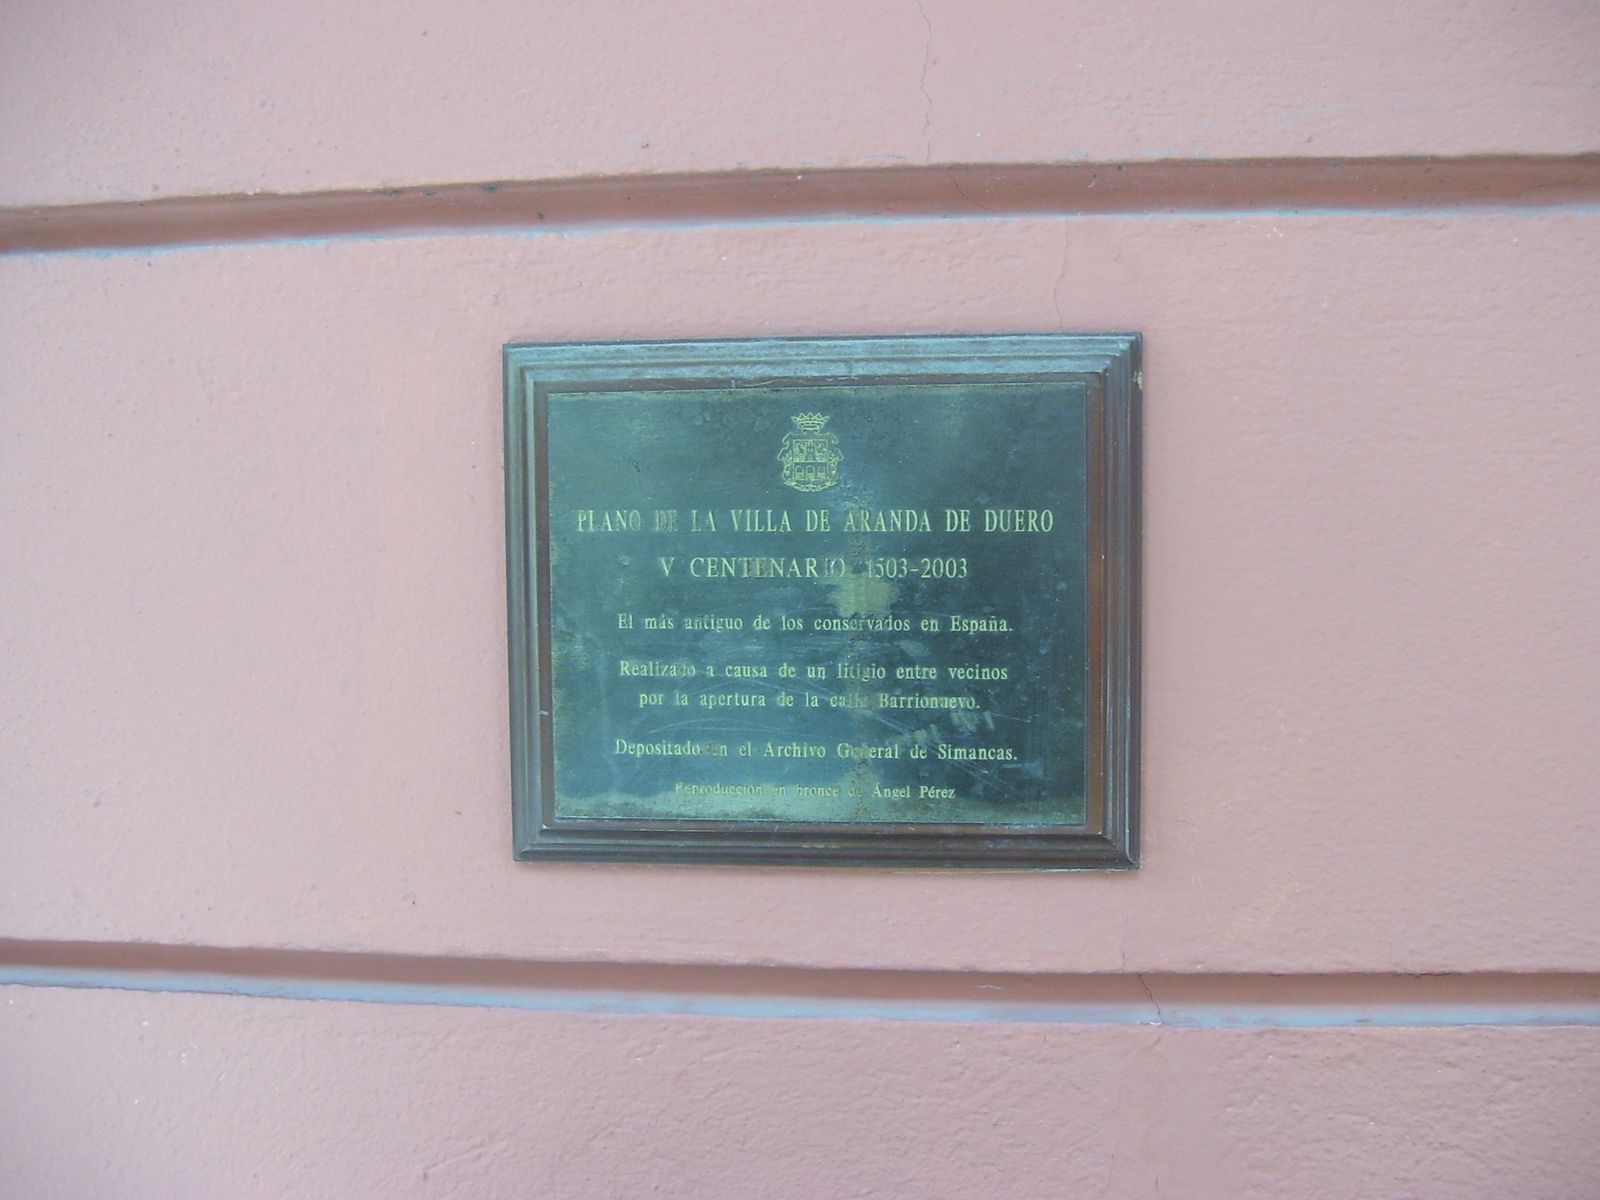 PLANO DE LA VILLA DE ARANDA DE DUERO
V CENTENARIO 1503-2003
El más antiguo de los conservados en España.
Realizado a causa de un litigio entre vecinos
por la apertura de la calle Barrionuevo.
Depositado en el Archivo General de Simancas.
Reproducción en bronce de Ángel Pérez